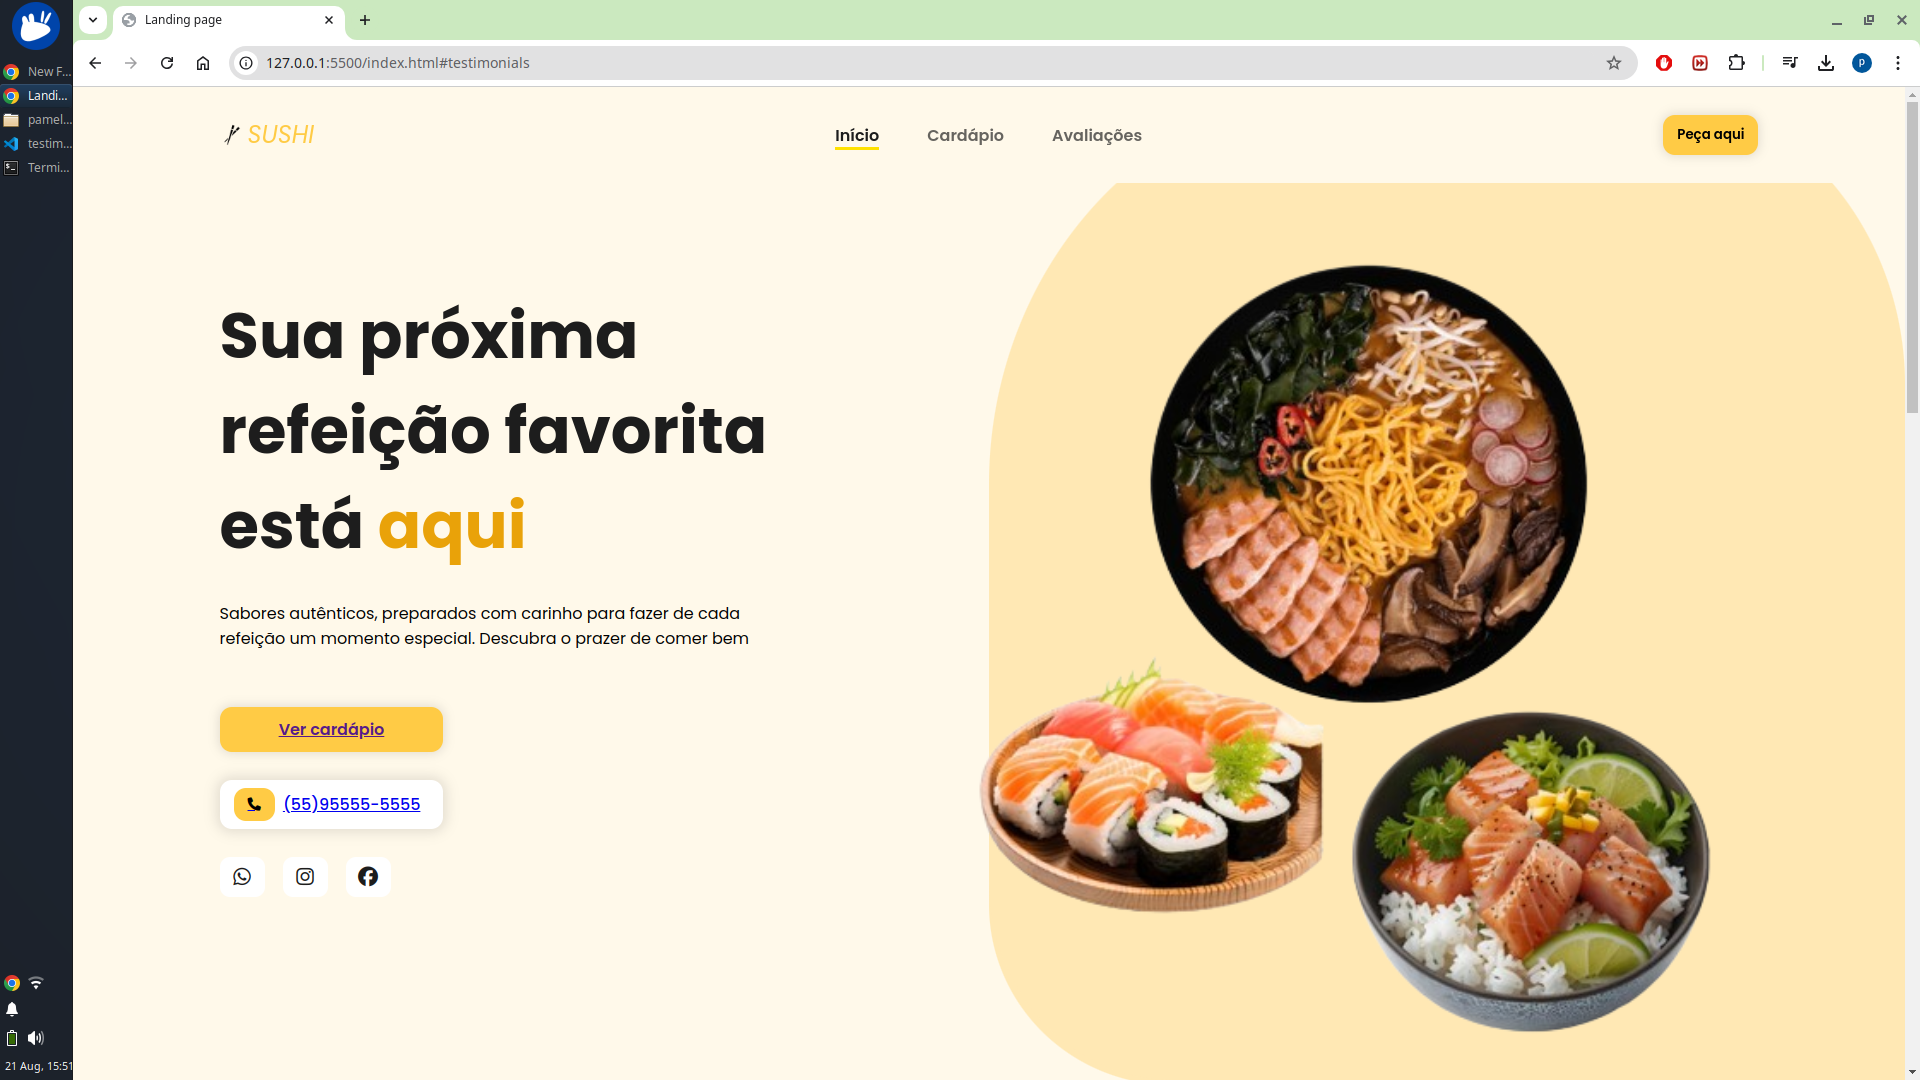 Landing page
127.0.0.1:5500/index.html#testimonials
P
New F...
Landi...
pamel...
testim...
Termi...
SUSHI
Início
Cardápio
Avaliações
Peça aqui
Sua próxima
refeição favorita
está aqui
Sabores autênticos, preparados com carinho para fazer de cada
refeição um momento especial. Descubra o prazer de comer bem
Ver cardápio
(55)95555-5555
21 Aug, 15:51